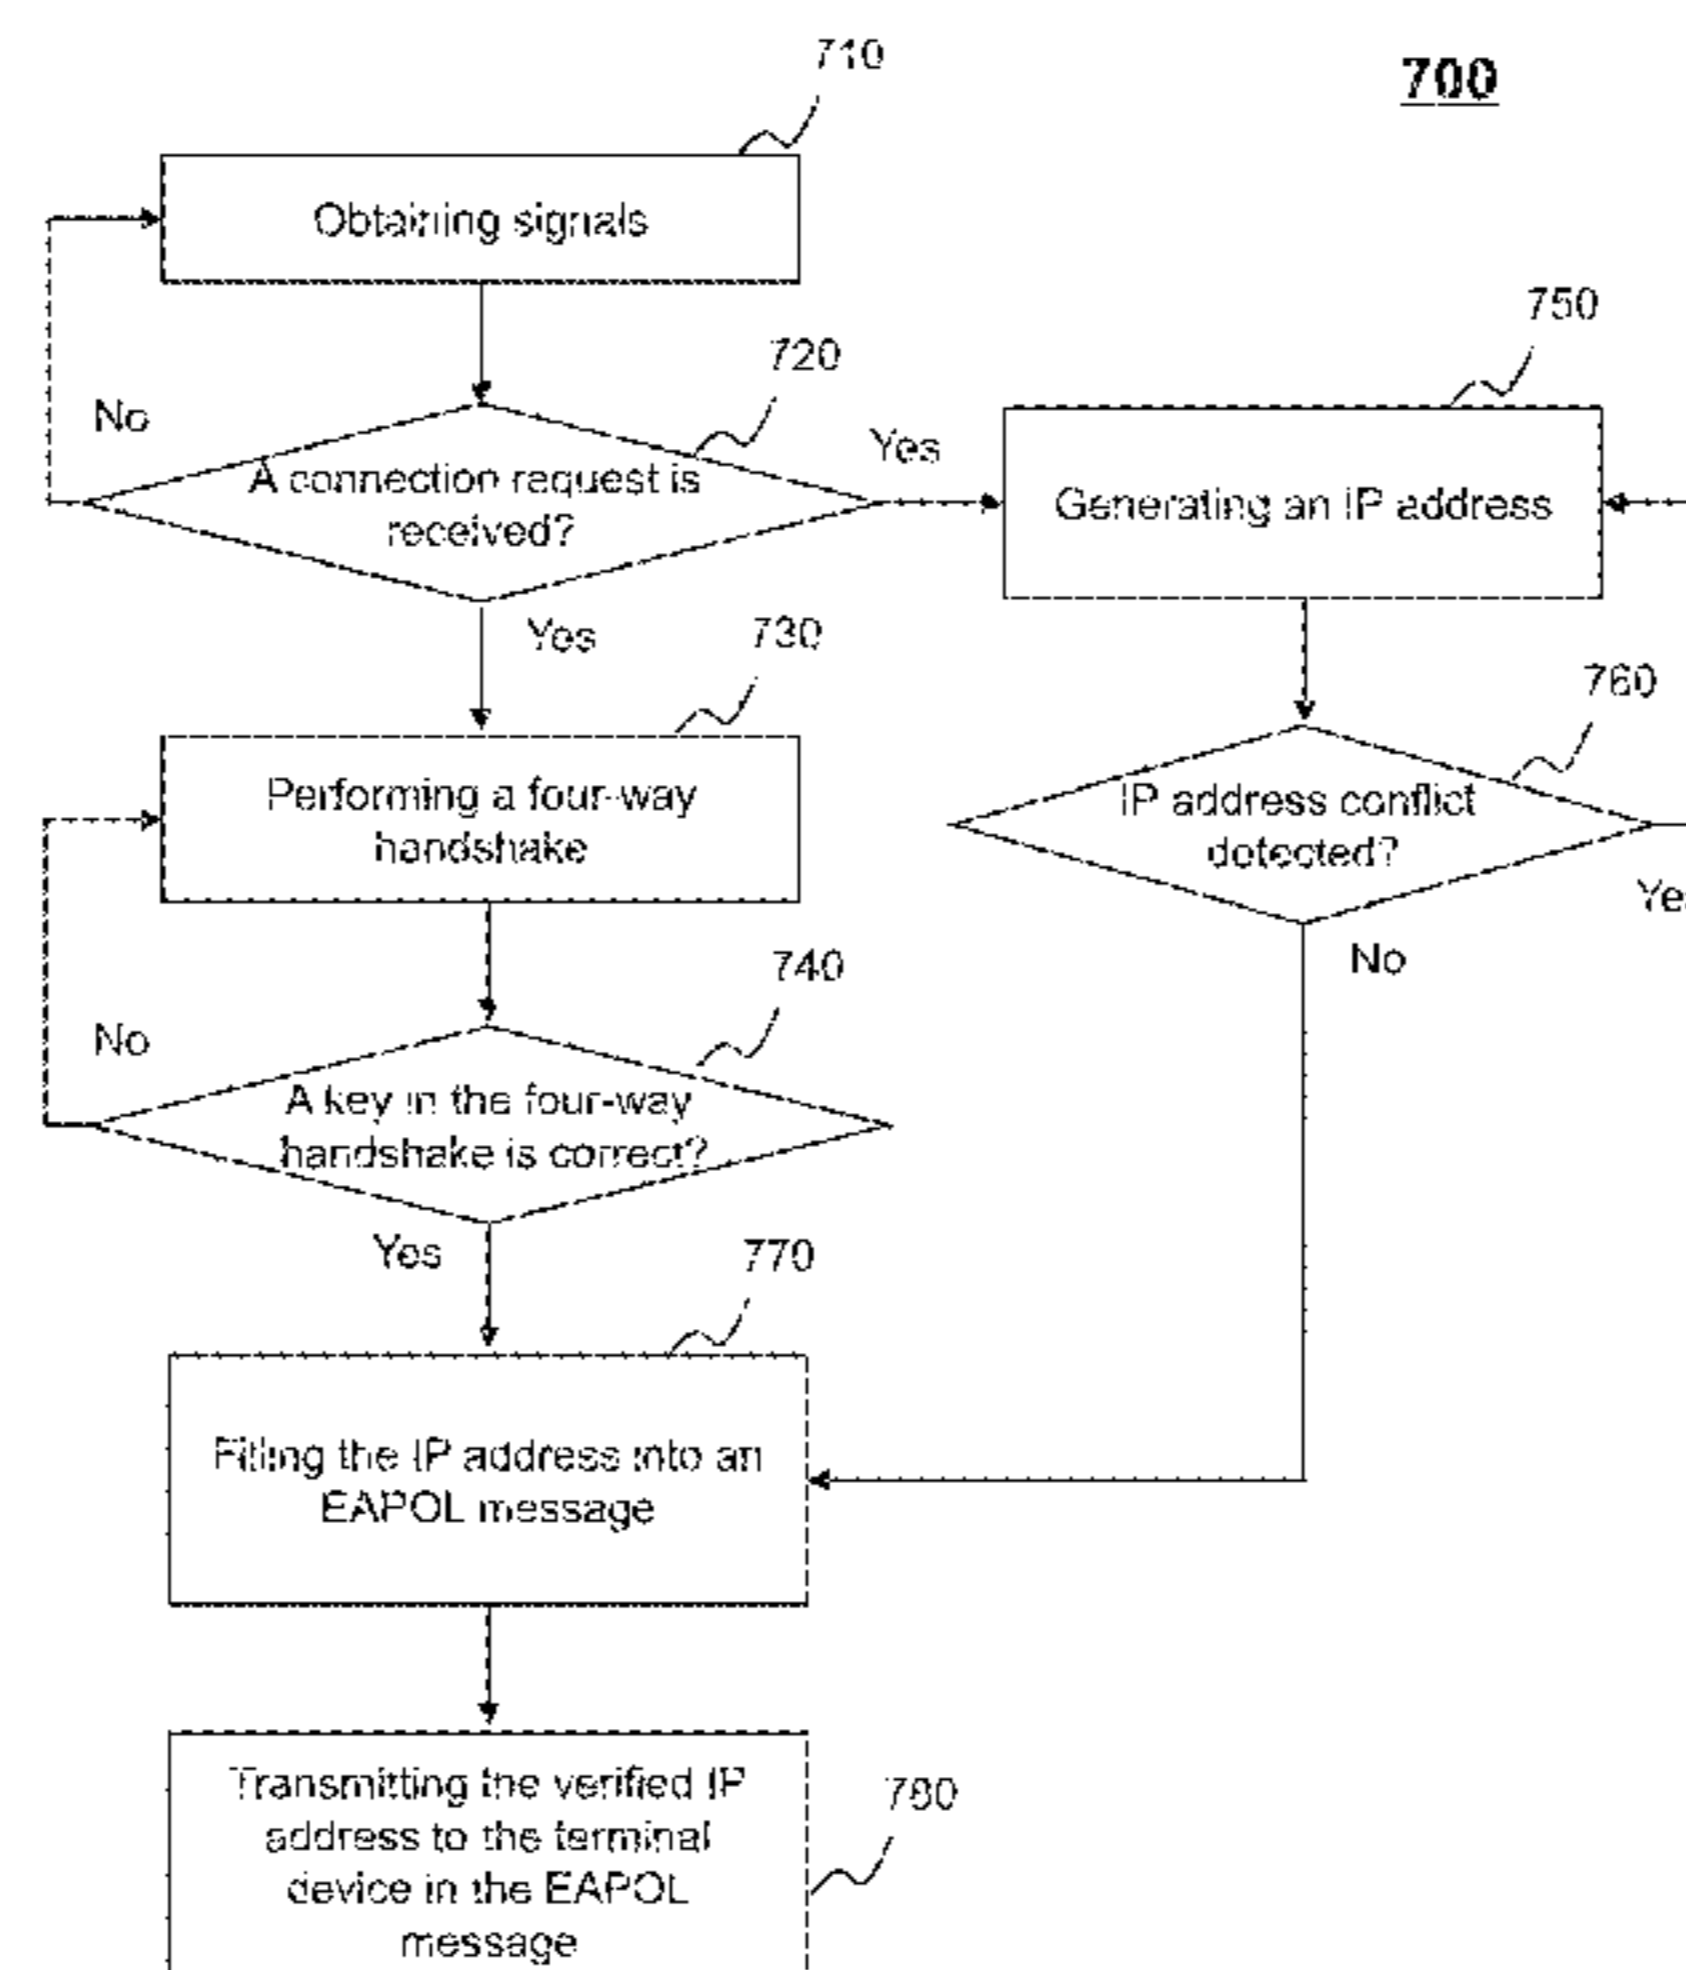 710
700
Obtaining signals
750
720
No
Yes
A connection request is
received?
Generating an IP address
Yes
730
760
Performing a four-way
handshake
IP address conflict
detected?
Yes
No
740
No
A key in the four-way
handshake is correct?
Yes
770
Filling the IP address into an
EAPOL message
Transmitting the verified IP
address to the terminal
device in the EAPOL
message
780